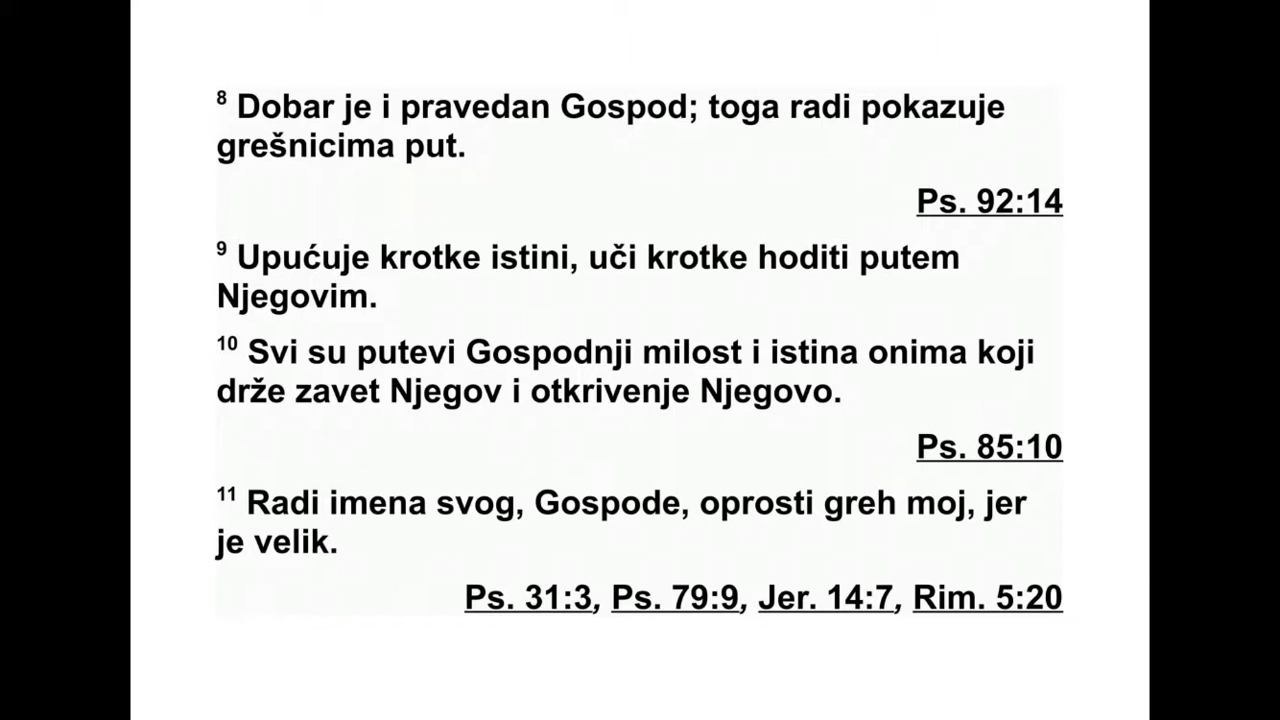 8 Dobar je i pravedan Gospod; toga radi pokazuje
grešnicima put.
Ps. 92:14
9 Upućuje krotke istini, uči krotke hoditi putem
Njegovim.
10 Svi su putevi Gospodnji milost i istina onima koji
drže zavet Njegov i otkrivenje Njegovo.
Ps. 85:10
11 Radi imena svog, Gospode, oprosti greh moj, jer
je velik.
Ps. 31:3, Ps. 79:9, Jer. 14:7, Rim. 5:20